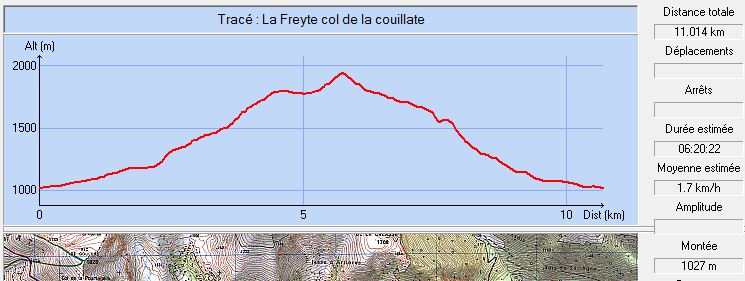 Tracé : La Freyte col de la couillate
Alt (m)
2000
1500
1000
0
5
10
Dist (km)
Distance totale
11.014 km
Déplacements
Arrêts
Durée estimée
06:20:22
Moyenne estimée
1.7 km/h
Amplitude
Montée
1027 m